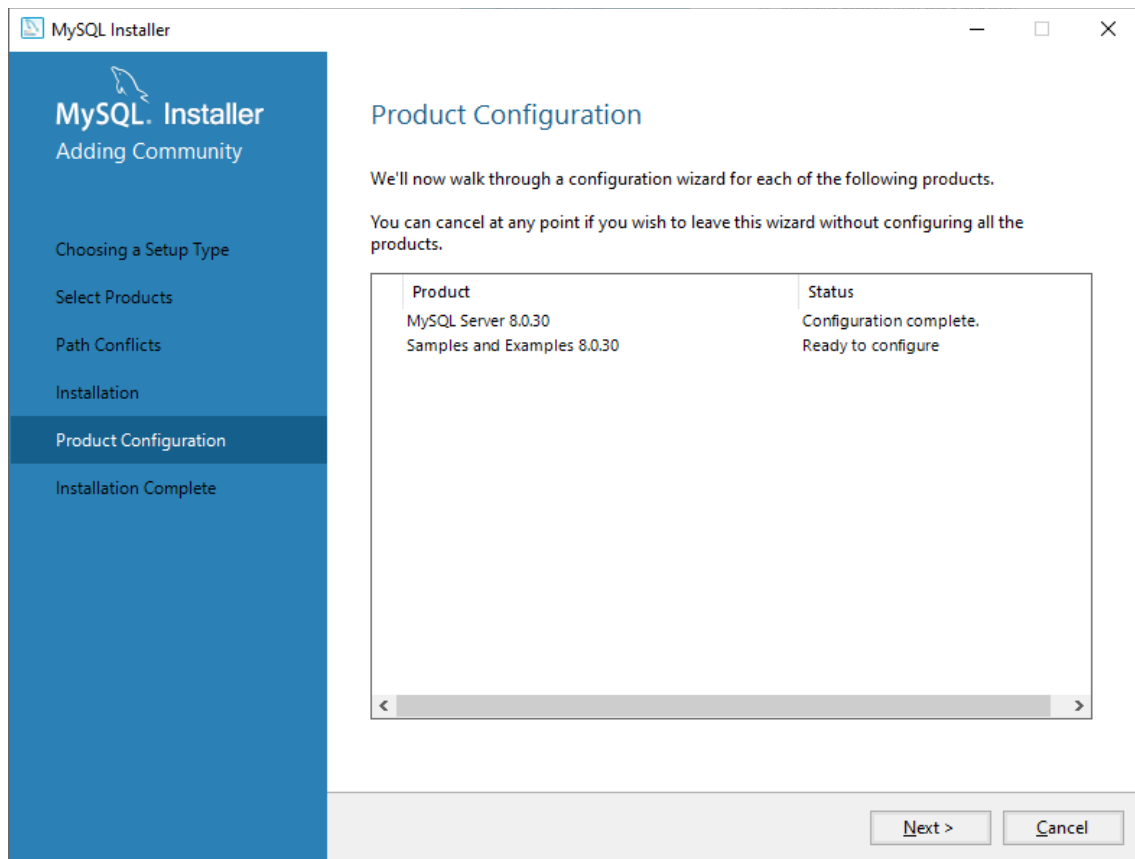 MySQL Installer
MySQL. Installer
Adding Community
Choosing a Setup Type
Select Products
Path Conflicts
Installation
Product Configuration
Installation Complete
Product Configuration
We'll now walk through a configuration wizard for each of the following products.
You can cancel at any point if you wish to leave this wizard without configuring all the
products.
Product Status
MySQL Server 8.0.30 Configuration complete.
Samples and Examples 8.0.30 Ready to configure
Next > Cancel